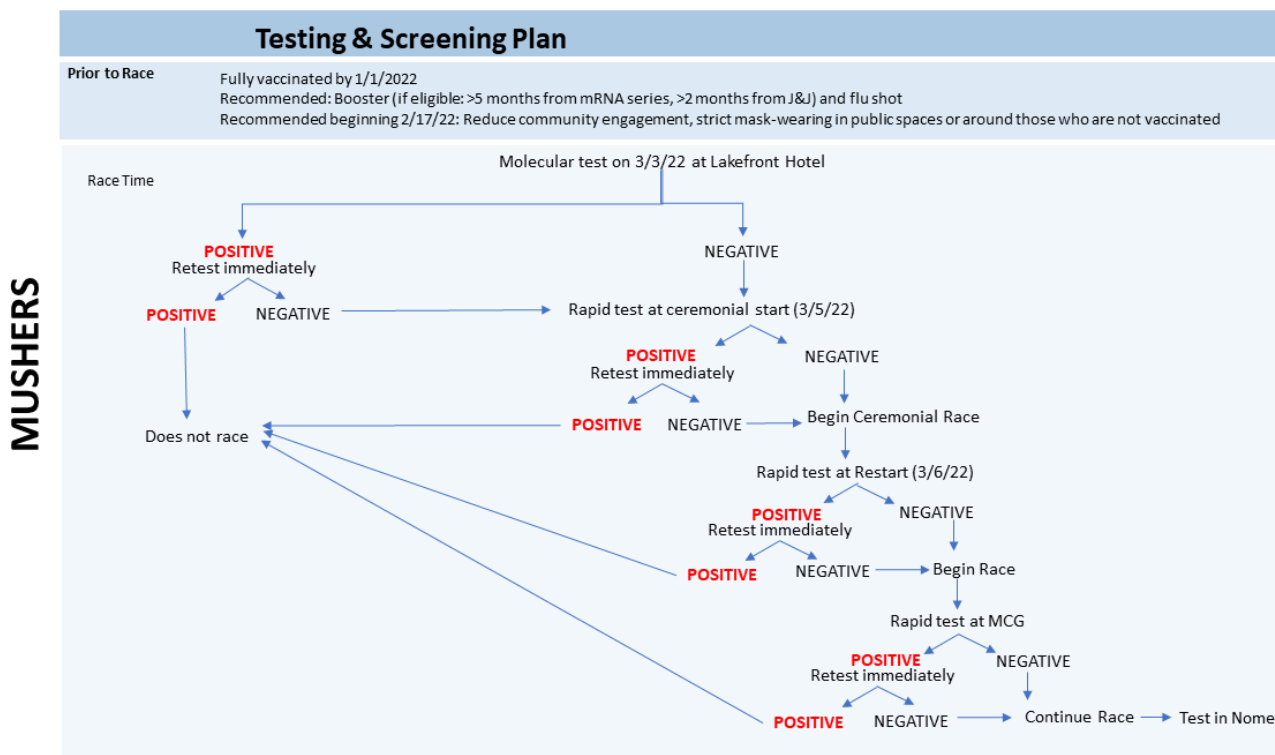 Testing & Screening Plan
Prior to Race
Fully vaccinated by 1/1/2022
Recommended: Booster (if eligible: >5 months from mRNA series, >2 months from J&J) and flu shot
Recommended beginning 2/17/22: Reduce community engagement, strict mask-wearing in public spaces or around those who are not vaccinated
MUSHERS
Race Time
Molecular test on 3/3/22 at Lakefront Hotel
POSITIVE
Retest immediately
NEGATIVE
POSITIVE
NEGATIVE
Rapid test at ceremonial start (3/5/22)
POSITIVE
Retest immediately
NEGATIVE
POSITIVE
NEGATIVE
Begin Ceremonial Race
Does not race
Rapid test at Restart (3/6/22)
POSITIVE
Retest immediately
NEGATIVE
POSITIVE
NEGATIVE
Begin Race
Rapid test at MCG
POSITIVE
Retest immediately
NEGATIVE
POSITIVE
NEGATIVE
Continue Race
Test in Nome